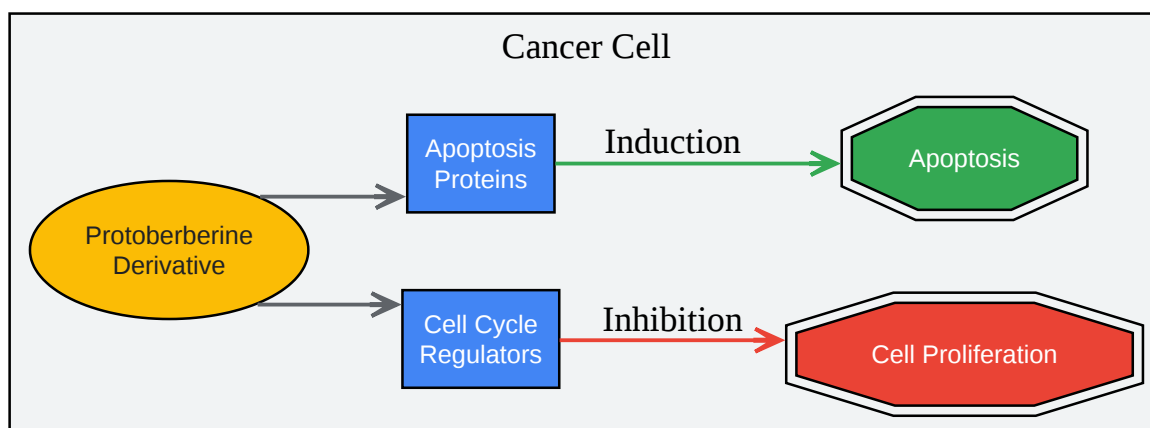 Cancer Cell
Apoptosis
Proteins
Induction
Apoptosis
Protoberberine
Derivative
Cell Cycle
Regulators
Inhibition
Cell Proliferation